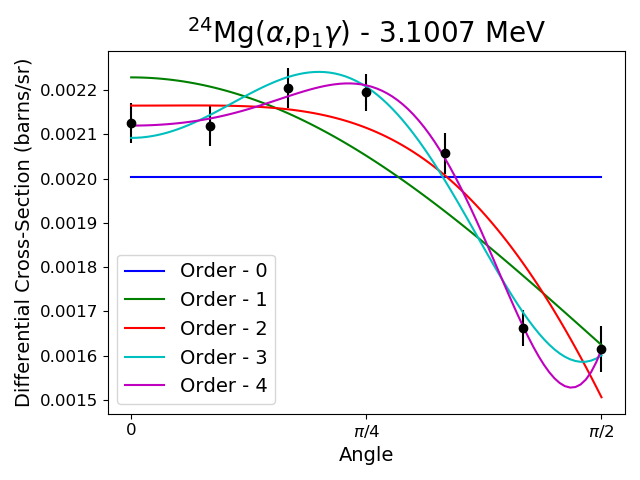 ²⁴Mg(α,p₁γ) - 3.1007 MeV
Differential Cross-Section (barns/sr)
0.0022
0.0021
0.0020
0.0019
0.0018
0.0017
0.0016
0.0015
Order - 0
Order - 1
Order - 2
Order - 3
Order - 4
0 π/4 π/2
Angle